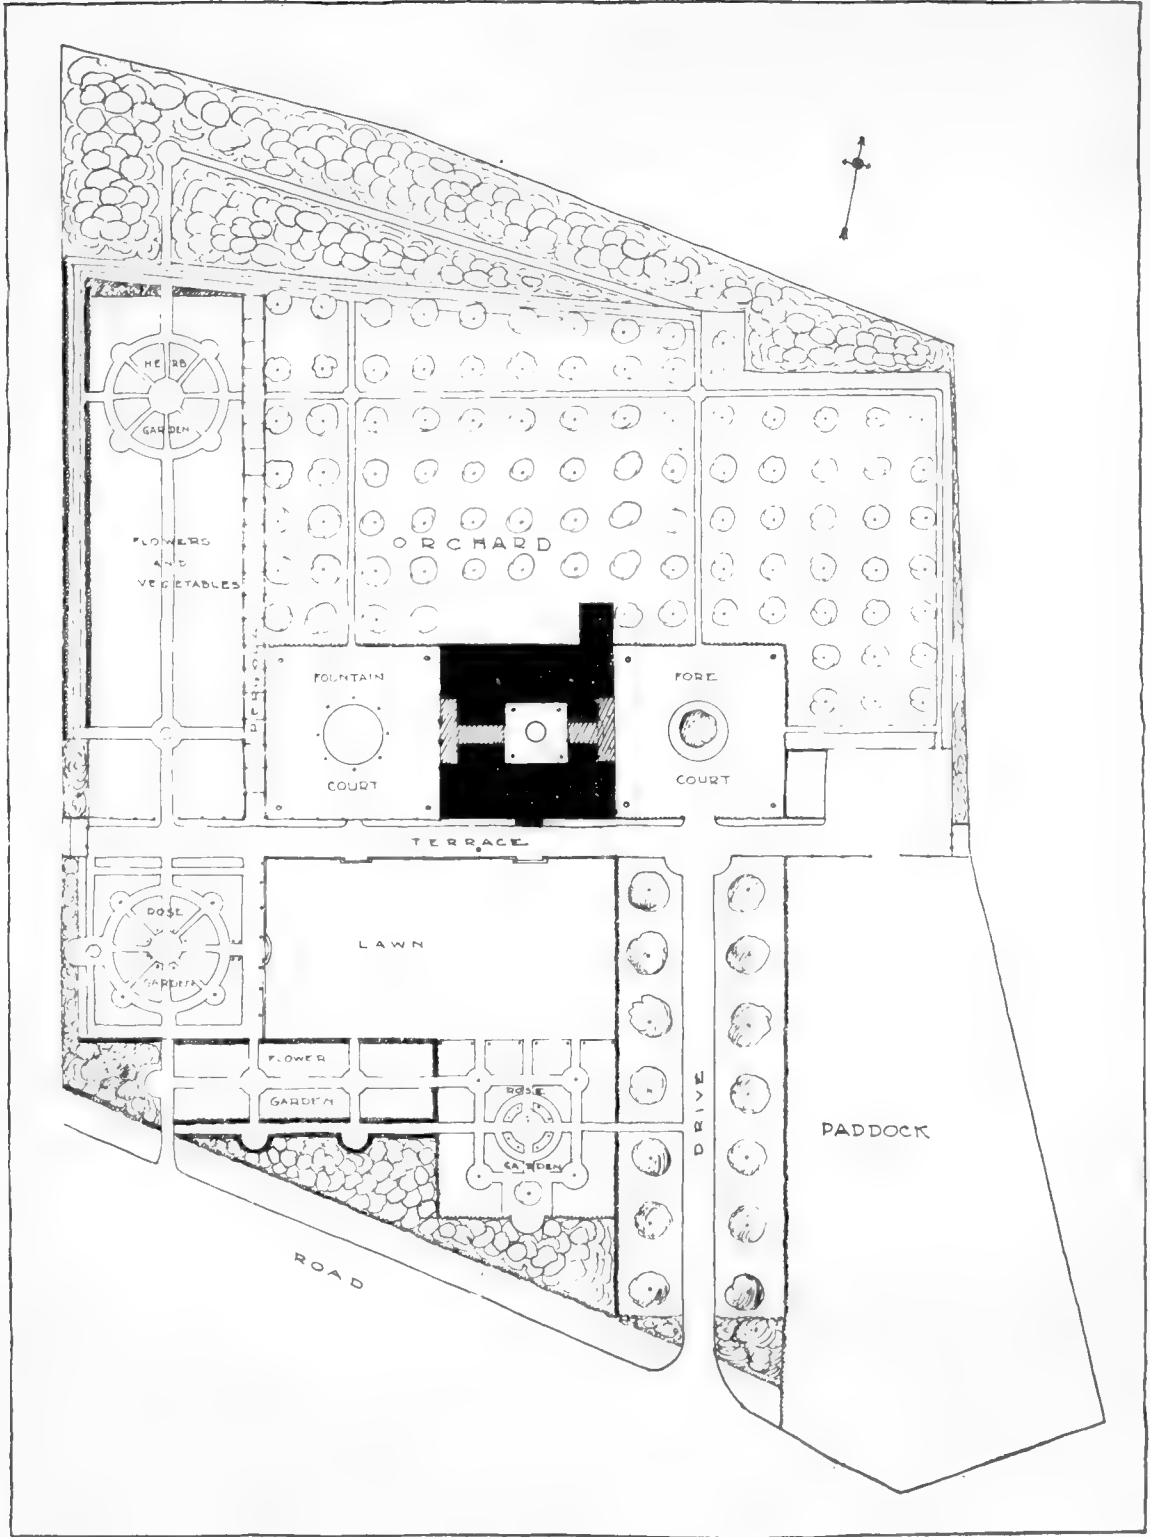 HERB
GARDEN
FLOWERS
AND
VEGETABLES
ORCHARD
PERGOLA
FOUNTAIN
COURT
FORE
COURT
TERRACE
ROSE
GARDEN
LAWN
FLOWER
GARDEN
ROSE
GARDEN
DRIVE
PADDOCK
ROAD